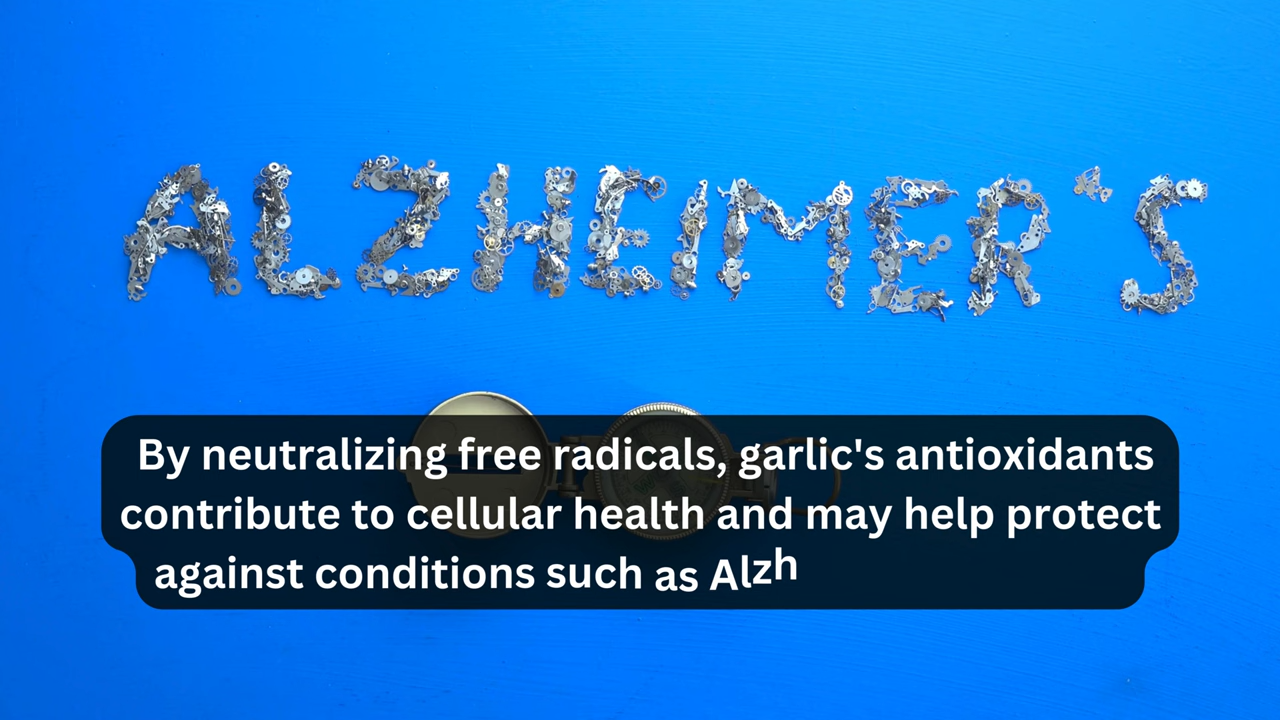 ALZHEIMER'S
By neutralizing free radicals, garlic's antioxidants
contribute to cellular health and may help protect
against conditions such as Alzh